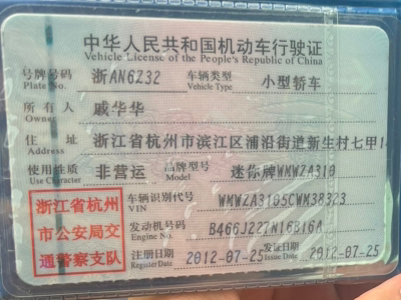 中华人民共和国机动车行驶证
Vehicle License of the People's Republic of China
号牌号码 浙AN6Z32 车辆类型 小型轿车
Plate No. Vehicle Type
所有人 戚华华
Owner
住址 浙江省杭州市滨江区浦沿街道新生村七甲
Address
使用性质 非营运 品牌型号 迷你牌WMWZA310
Use Character Model
浙江省杭州
市公安局交
通警察支队
车辆识别代号 WMWZA3105CWM38323
VIN
发动机号码
Engine No.
注册日期 2012-07-25 发证日期 2012-07-25
Register Date Issue Date